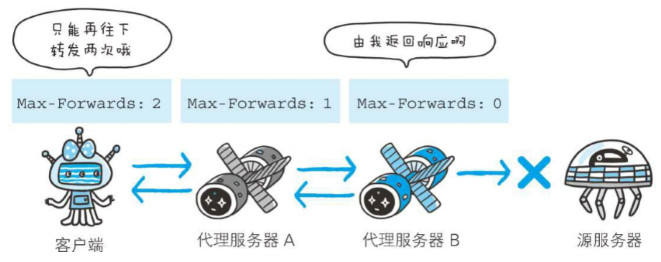 只能再往下
转发两次哦
由我返回响应啊
Max-Forwards: 2
Max-Forwards: 1
Max-Forwards: 0
客户端
代理服务器 A
代理服务器 B
源服务器